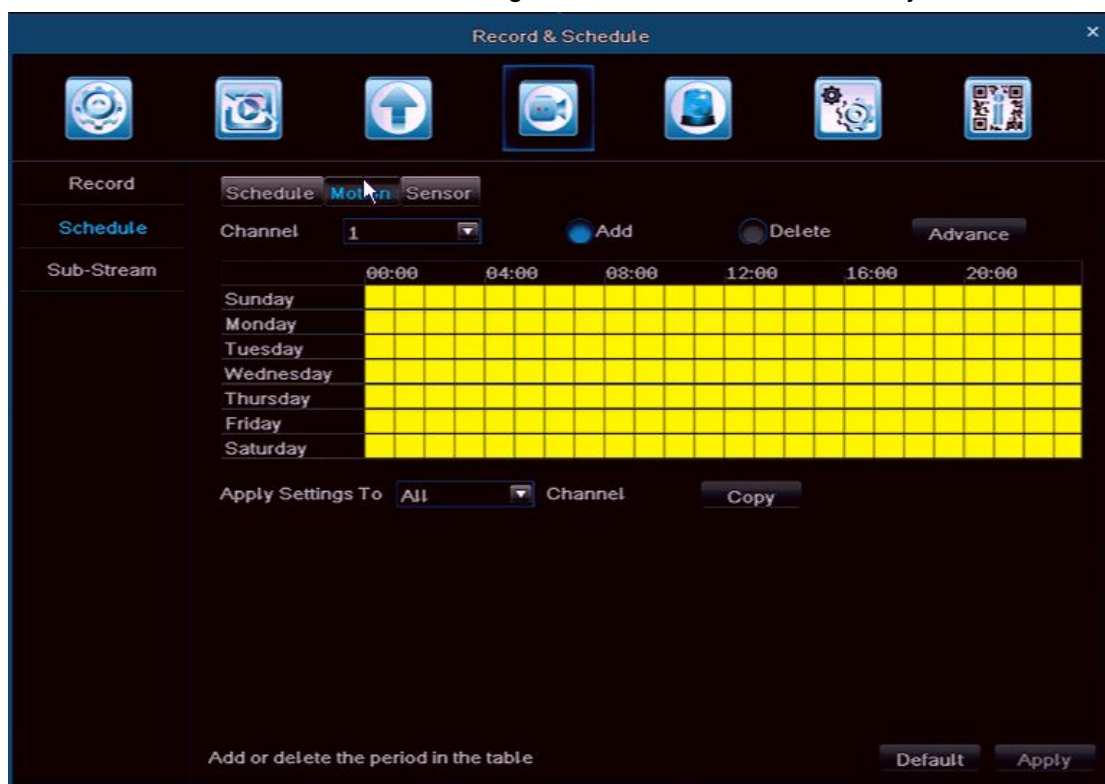 Record & Schedule ×
Record
Schedule
Sub-Stream
Schedule Motion Sensor
Channel 1 Add Delete Advance
00:00 04:00 08:00 12:00 16:00 20:00
Sunday
Monday
Tuesday
Wednesday
Thursday
Friday
Saturday
Apply Settings To All Channel Copy
Add or delete the period in the table
Default Apply